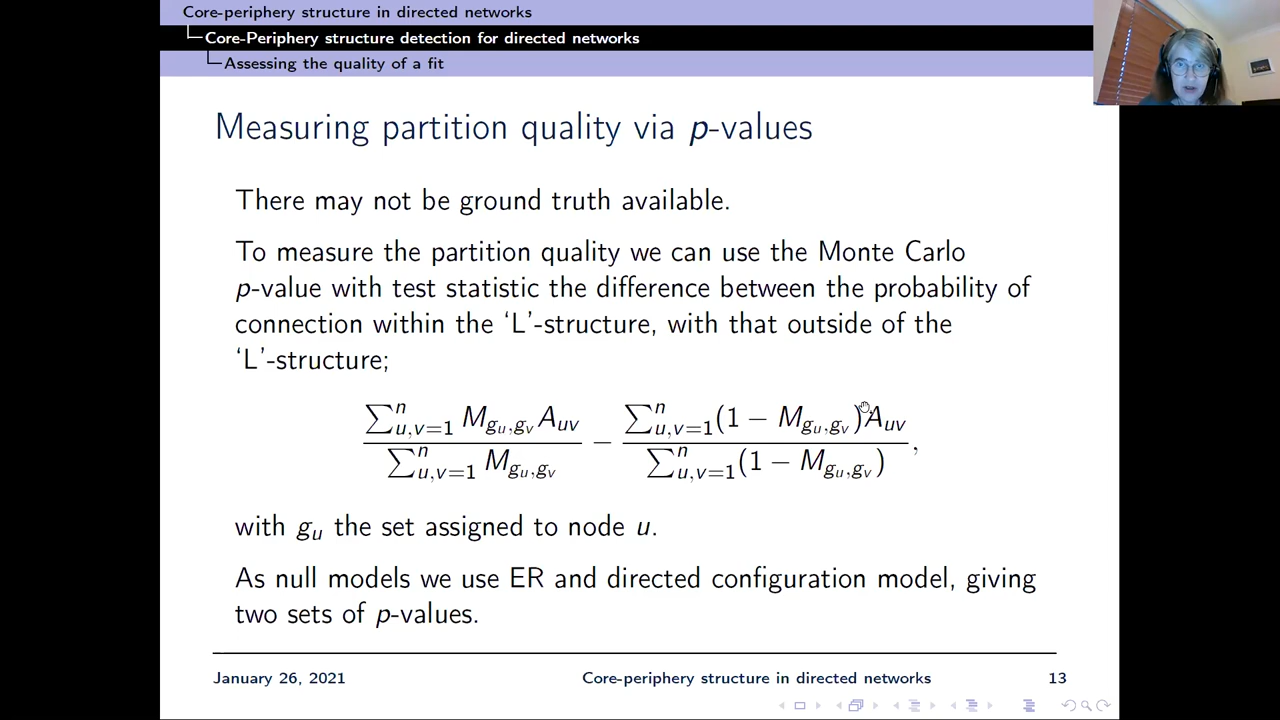 Core-periphery structure in directed networks
Core-Periphery structure detection for directed networks
Assessing the quality of a fit
Measuring partition quality via p-values
There may not be ground truth available.
To measure the partition quality we can use the Monte Carlo
p-value with test statistic the difference between the probability of
connection within the ‘L’-structure, with that outside of the
‘L’-structure;
\frac{\sum_{u,v=1}^{n} M_{g_u,g_v} A_{uv}}{\sum_{u,v=1}^{n} M_{g_u,g_v}} - \frac{\sum_{u,v=1}^{n} (1 - M_{g_u,g_v}) A_{uv}}{\sum_{u,v=1}^{n} (1 - M_{g_u,g_v})},
with g_u the set assigned to node u.
As null models we use ER and directed configuration model, giving
two sets of p-values.
January 26, 2021 Core-periphery structure in directed networks 13